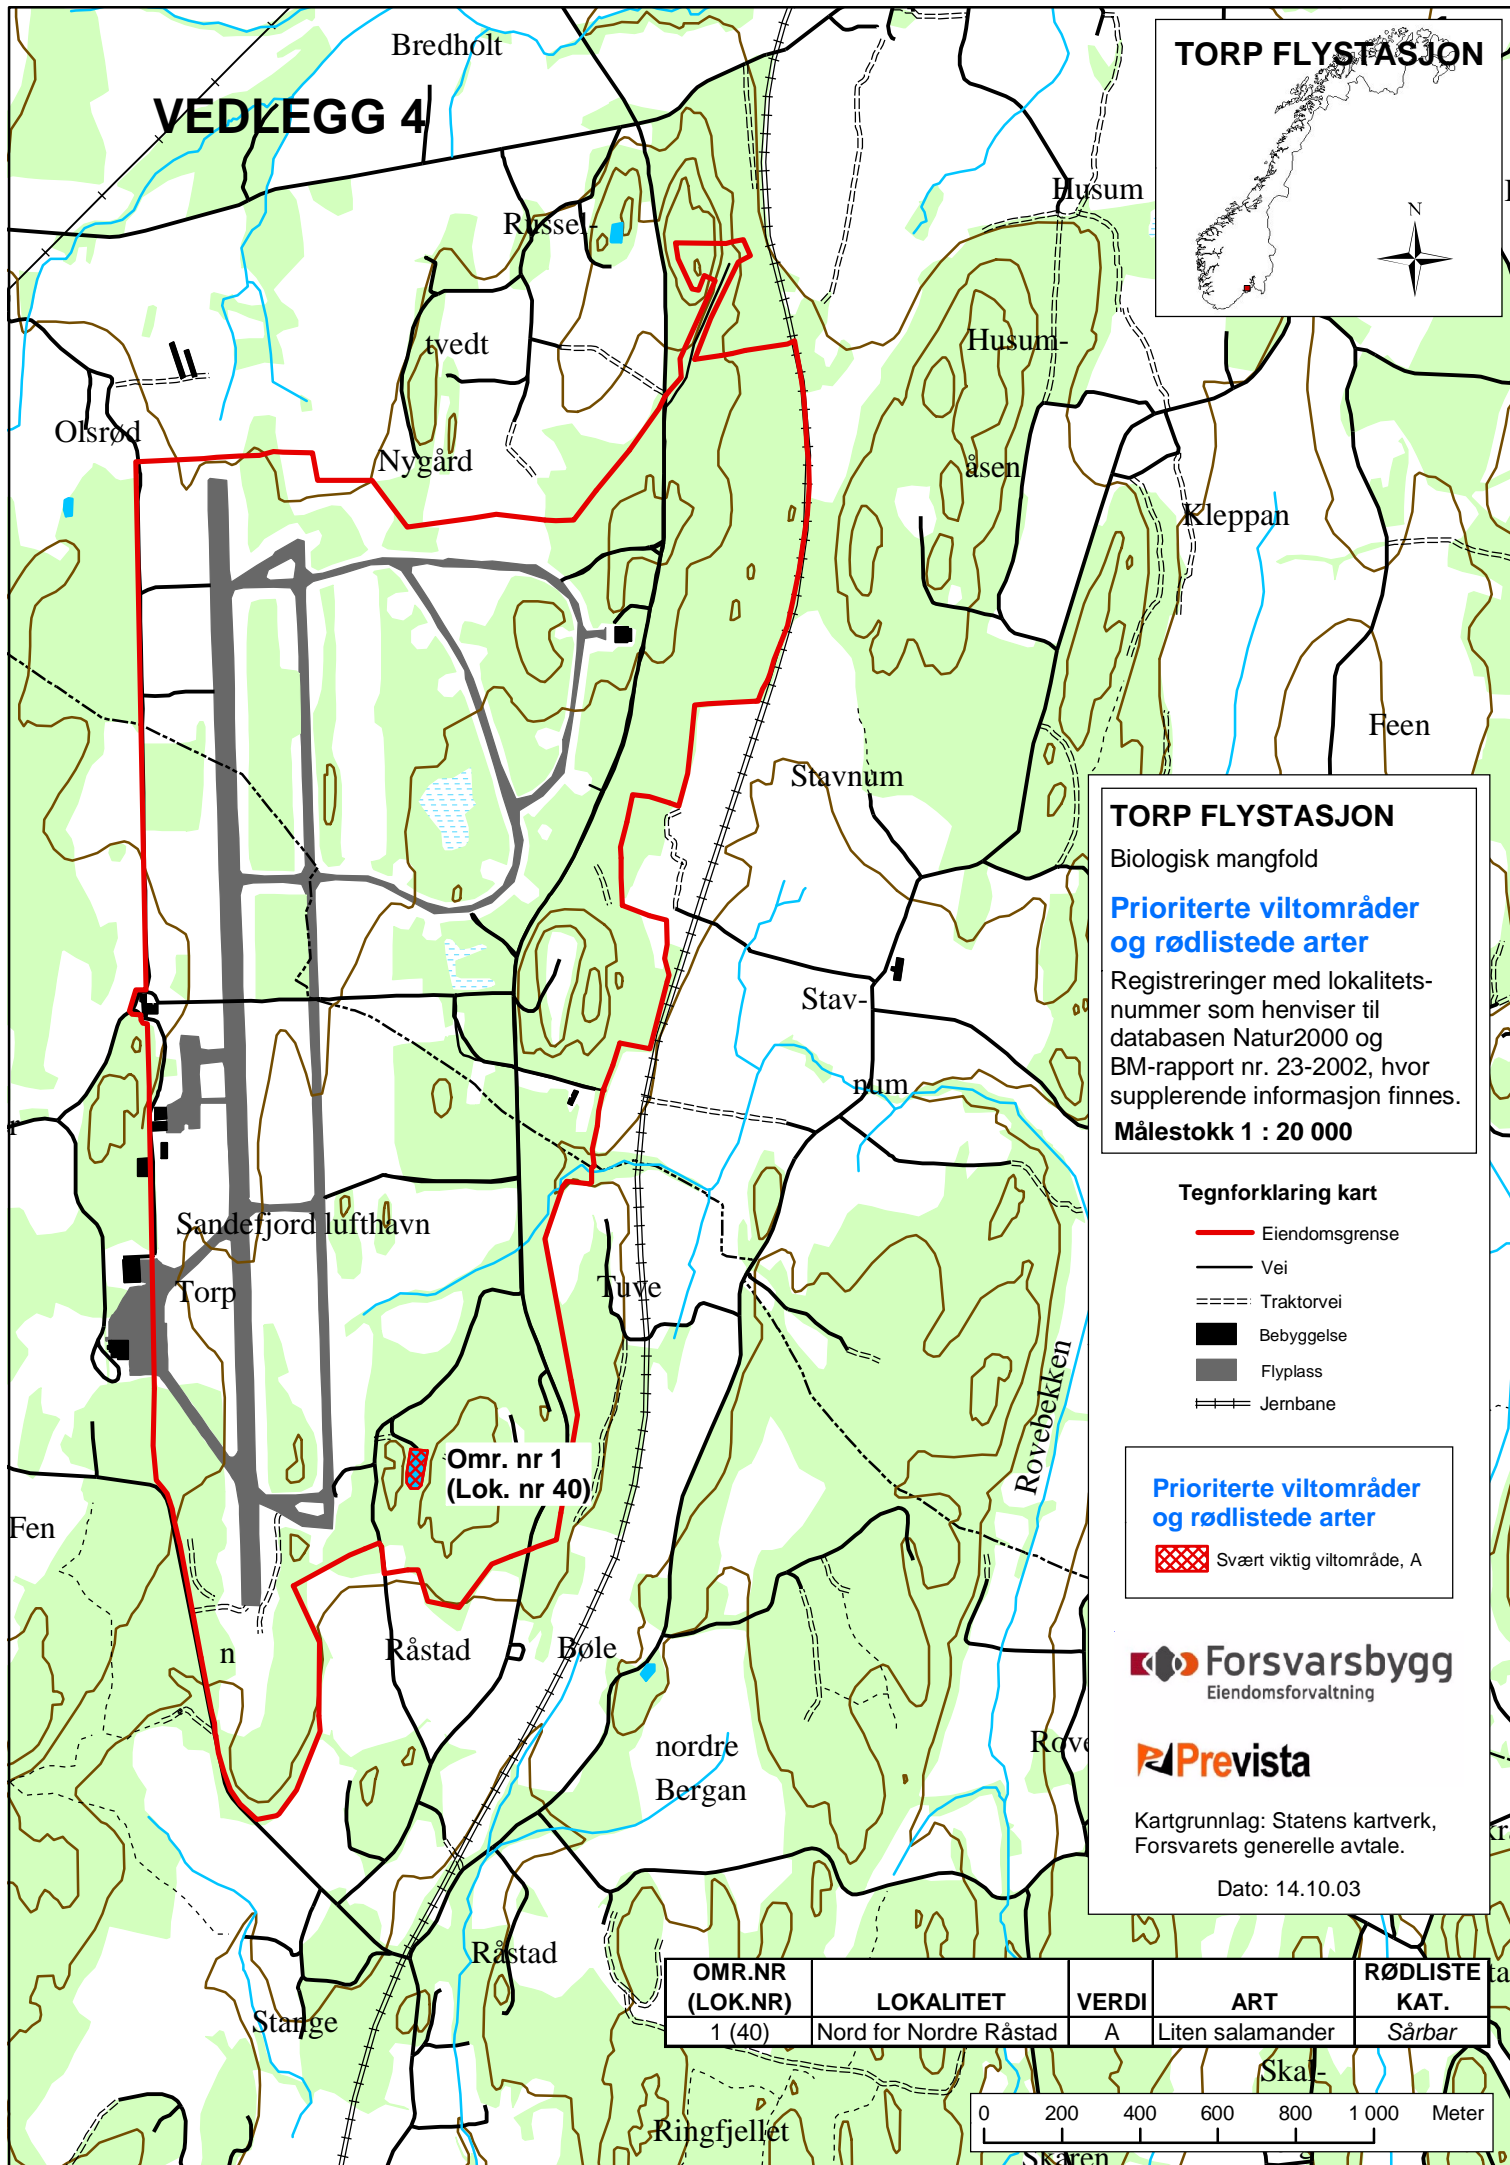 VEDLEGG 4
Bredholt
TORP FLYSTASJON
N
Husum
Russel-
tvedt
Husum-
åsen
Olsrød
Nygård
Kleppan
Feen
Stavnum
Stav-
num
Sandefjord lufthavn
Torp
Tuve
Rovebekken
Omr. nr 1
(Lok. nr 40)
Fen
n
Råstad
Bøle
nordre
Bergan
Rove
Råstad
Stange
Ringfjellet
Skal-
Skåren
TORP FLYSTASJON
Biologisk mangfold
Prioriterte viltområder
og rødlistede arter
Registreringer med lokalitets-
nummer som henviser til
databasen Natur2000 og
BM-rapport nr. 23-2002, hvor
supplerende informasjon finnes.
Målestokk 1 : 20 000
Tegnforklaring kart
Eiendomsgrense
Vei
Traktorvei
Bebyggelse
Flyplass
Jernbane
Prioriterte viltområder
og rødlistede arter
Svært viktig viltområde, A
Forsvarsbygg
Eiendomsforvaltning
Prevista
Kartgrunnlag: Statens kartverk,
Forsvarets generelle avtale.
Dato: 14.10.03
OMR.NR (LOK.NR) LOKALITET VERDI ART RØDLISTE KAT.
1 (40) Nord for Nordre Råstad A Liten salamander Sårbar
0 200 400 600 800 1 000 Meter